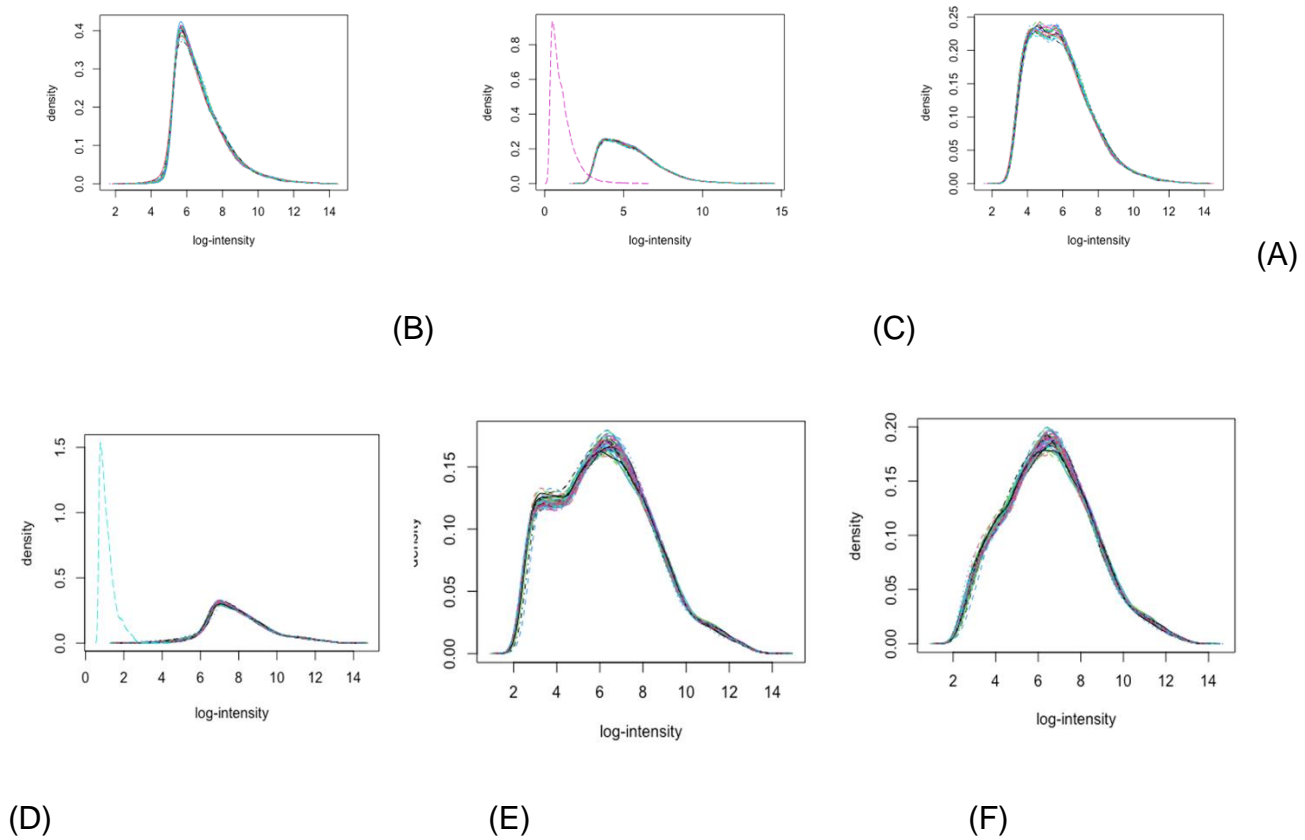 density
0.0 0.1 0.2 0.3 0.4
2 4 6 8 10 12 14
log-intensity
density
0.0 0.2 0.4 0.6 0.8
0 5 10 15
log-intensity
density
0.00 0.05 0.10 0.15 0.20 0.25
2 4 6 8 10 12 14
log-intensity
(A)
(B)
(C)
density
0.0 0.5 1.0 1.5
0 2 4 6 8 10 12 14
log-intensity
density
0.00 0.05 0.10 0.15
2 4 6 8 10 12 14
log-intensity
density
0.00 0.05 0.10 0.15 0.20
2 4 6 8 10 12 14
log-intensity
(D)
(E)
(F)